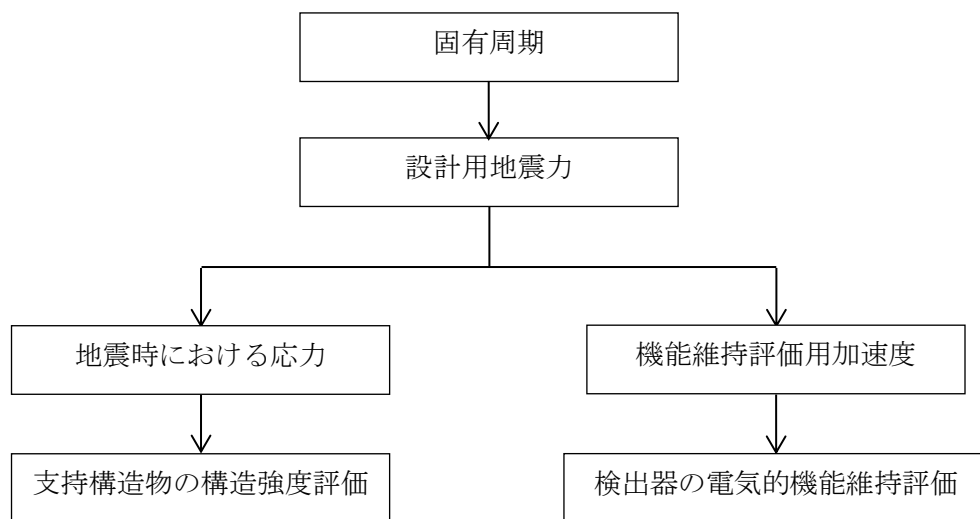 固有周期
設計用地震力
地震時における応力
機能維持評価用加速度
支持構造物の構造強度評価
検出器の電気的機能維持評価